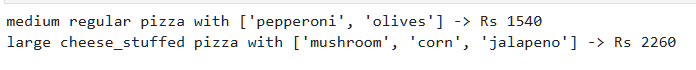 medium regular pizza with ['pepperoni', 'olives'] -> Rs 1540
large cheese_stuffed pizza with ['mushroom', 'corn', 'jalapeno'] -> Rs 2260